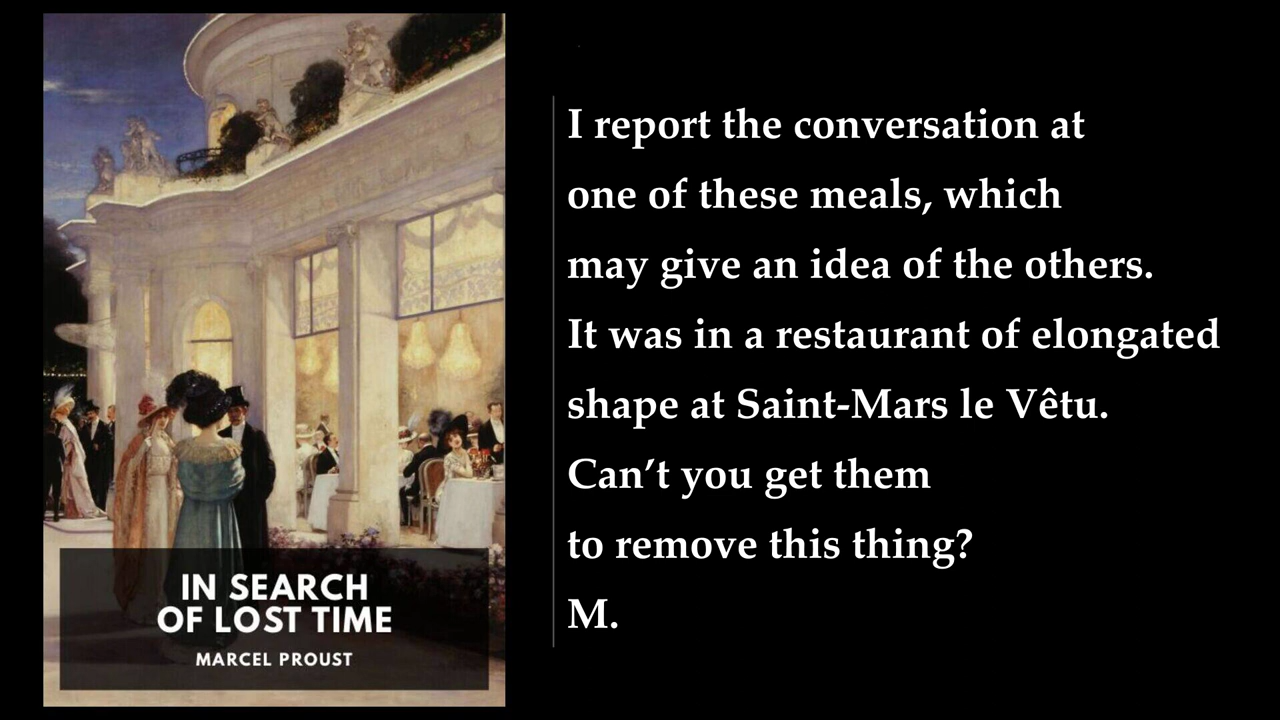 IN SEARCH
OF LOST TIME
MARCEL PROUST
I report the conversation at
one of these meals, which
may give an idea of the others.
It was in a restaurant of elongated
shape at Saint-Mars le Vêtu.
Can’t you get them
to remove this thing?
M.